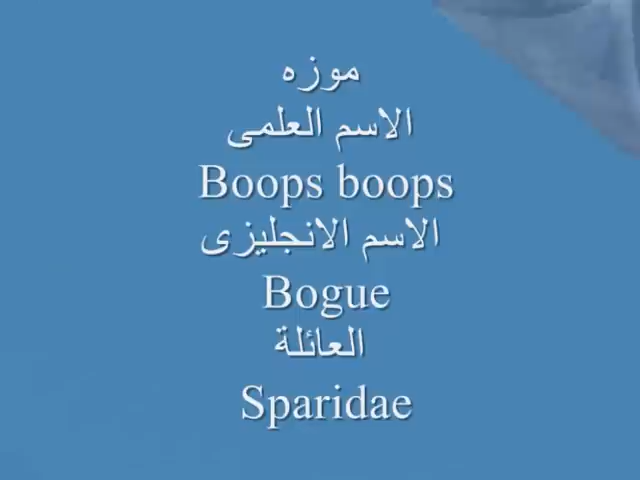 موزه
الاسم العلمى
Boops boops
الاسم الانجليزى
Bogue
العائلة
Sparidae